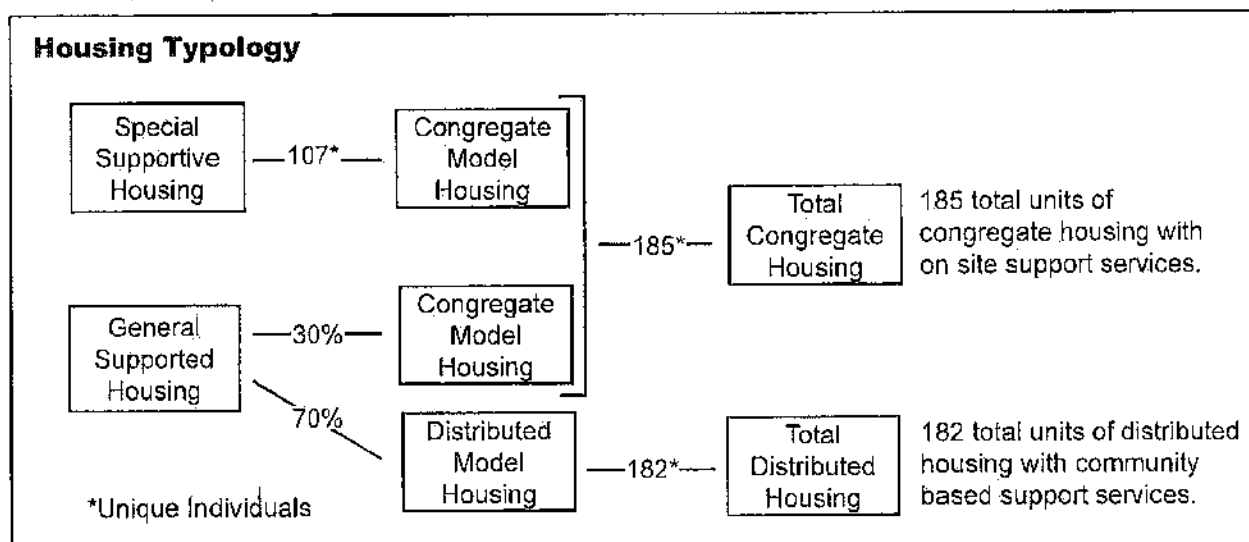 Housing Typology
Special
Supportive
Housing
107*
Congregate
Model
Housing
185*
Total
Congregate
Housing
185 total units of
congregate housing with
on site support services.
General
Supported
Housing
30%
Congregate
Model
Housing
70%
Distributed
Model
Housing
182*
Total
Distributed
Housing
182 total units of distributed
housing with community
based support services.
*Unique Individuals